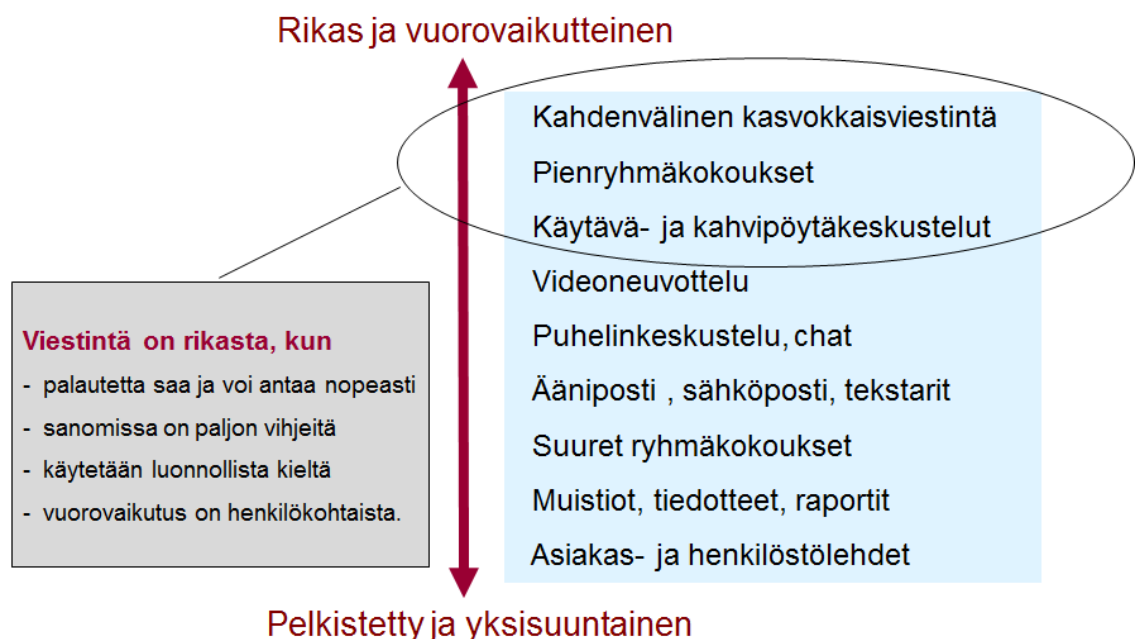 Rikas ja vuorovaikutteinen
Kahdenvälinen kasvokkaisviestintä
Pienryhmäkokoukset
Käytävä- ja kahvipöytäkeskustelut
Videoneuvottelu
Puhelinkeskustelu, chat
Ääniposti , sähköposti, tekstarit
Suuret ryhmäkokoukset
Muistiot, tiedotteet, raportit
Asiakas- ja henkilöstölehdet
Viestintä on rikasta, kun
- palautetta saa ja voi antaa nopeasti
- sanomissa on paljon vihjeitä
- käytetään luonnollista kieltä
- vuorovaikutus on henkilökohtaista.
Pelkistetty ja yksisuuntainen